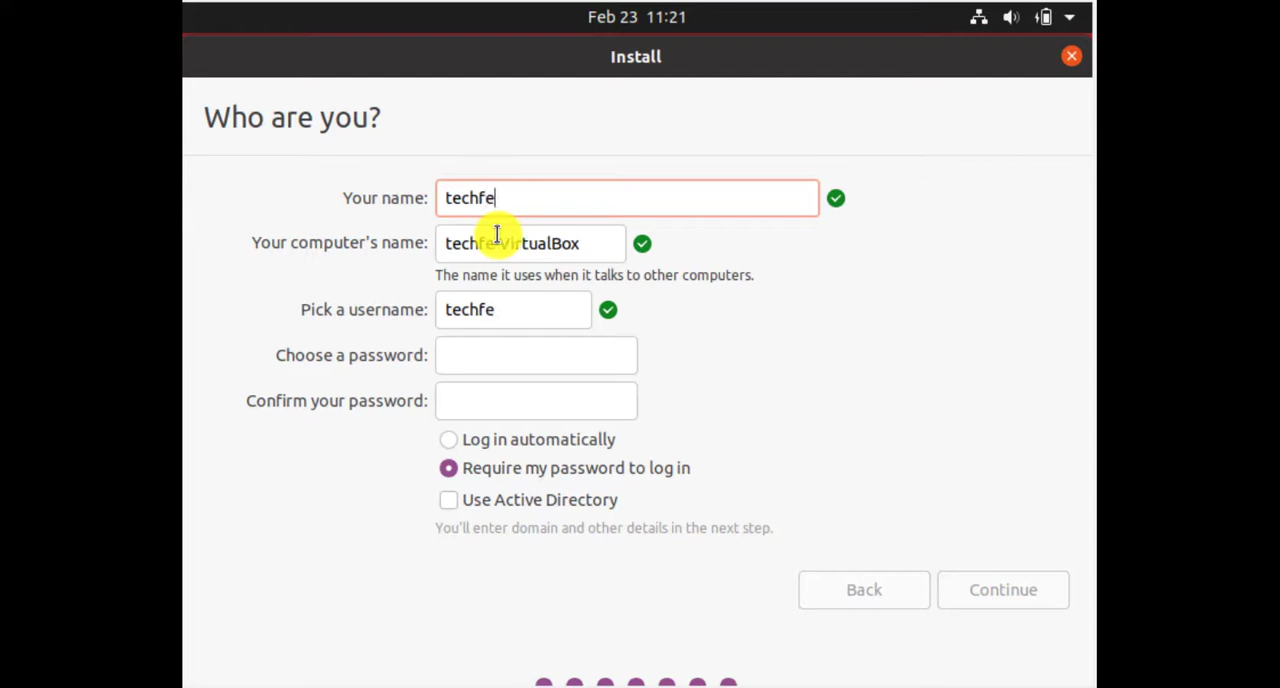 Feb 23 11:21
Install
Who are you?
Your name: techfe
Your computer's name: techfe-VirtualBox
The name it uses when it talks to other computers.
Pick a username: techfe
Choose a password:
Confirm your password:
Log in automatically
Require my password to log in
Use Active Directory
You'll enter domain and other details in the next step.
Back Continue